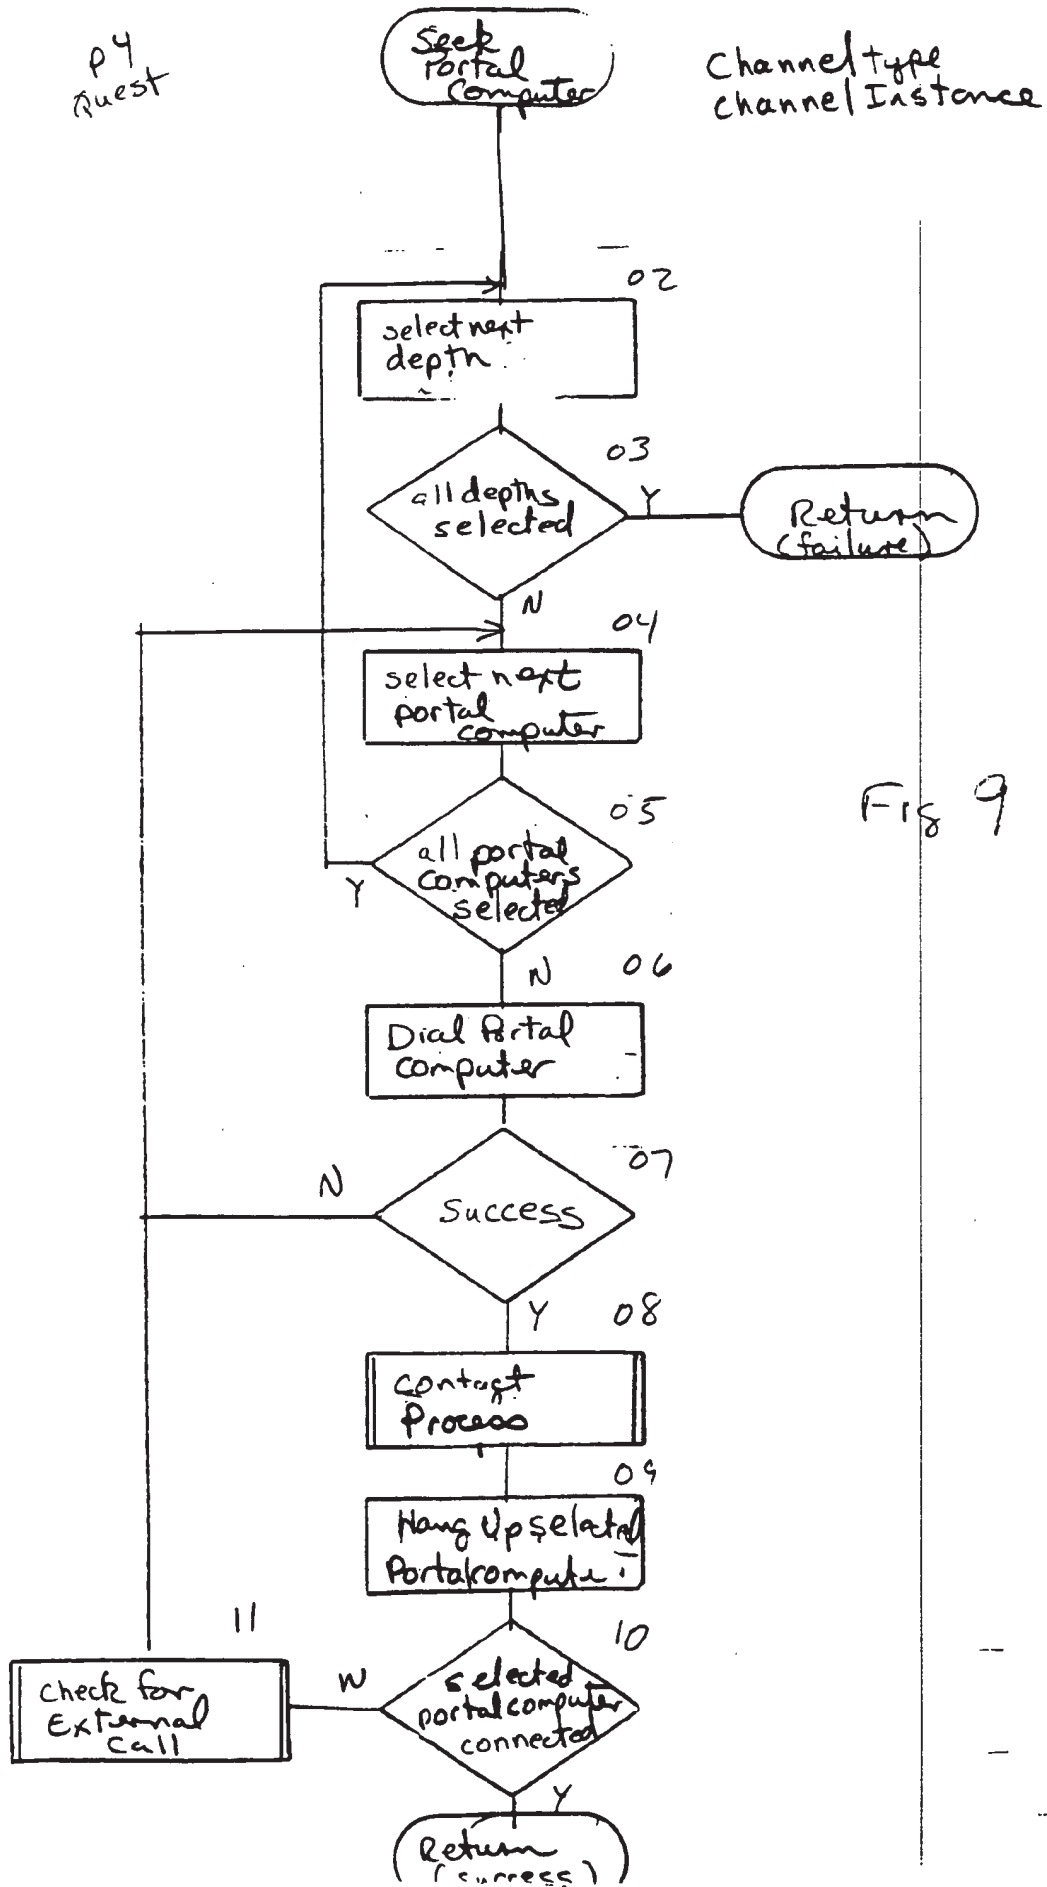 p4
Quest
Seek
Portal
Computer
Channel type
Channel Instance
02
select next
depth
03
all depths
selected
Y
Return
(failure)
N
04
select next
portal
computer
05
all portal
computers
selected
Y
Fig 9
N
06
Dial Portal
Computer
07
Success
N
Y
08
Contact
Process
09
Hang Up Selected
Portal computer
10
selected
portal computer
connected
N
11
Check for
External
Call
Y
Return
(success)